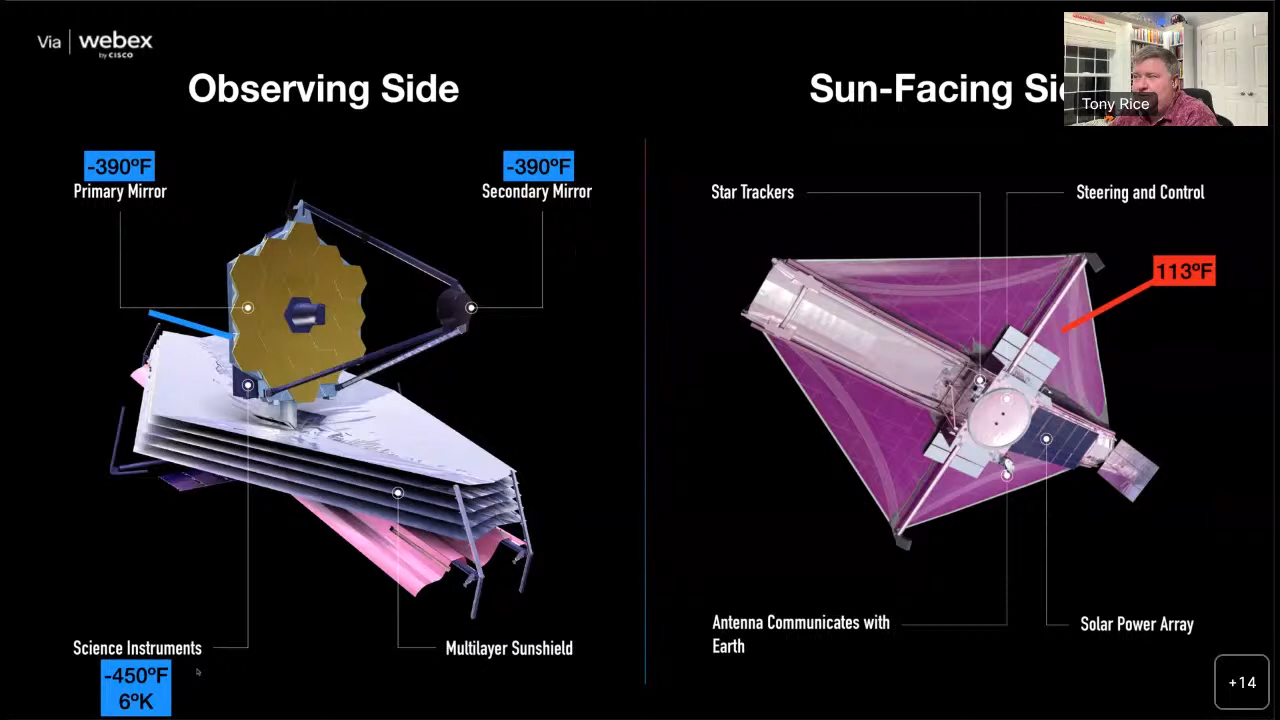 Via | webex
by CISCO
Observing Side
Sun-Facing Si
Tony Rice
-390ºF
Primary Mirror
-390ºF
Secondary Mirror
Star Trackers
Steering and Control
113ºF
Science Instruments
-450ºF
6ºK
Multilayer Sunshield
Antenna Communicates with
Earth
Solar Power Array
+14